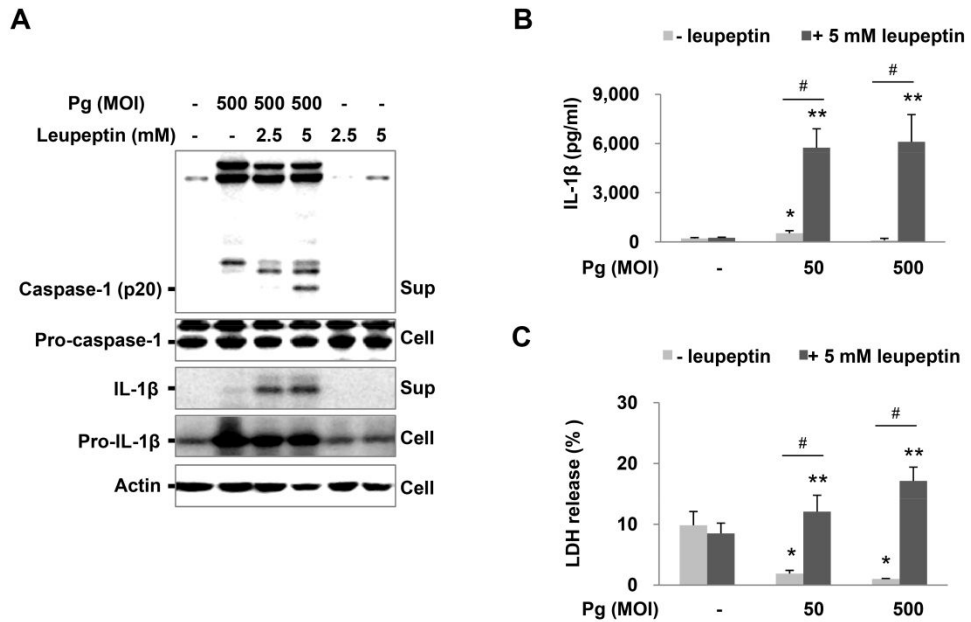 A
Pg (MOI) - 500 500 500 - -
Leupeptin (mM) - - 2.5 5 2.5 5
Caspase-1 (p20) Sup
Pro-caspase-1 Cell
IL-1β Sup
Pro-IL-1β Cell
Actin Cell
B
- leupeptin + 5 mM leupeptin
# #
9,000
** **
6,000
3,000
*
0
IL-1β (pg/ml)
Pg (MOI) - 50 500
C
- leupeptin + 5 mM leupeptin
30
# #
20
** **
10
* *
0
LDH release (%)
Pg (MOI) - 50 500